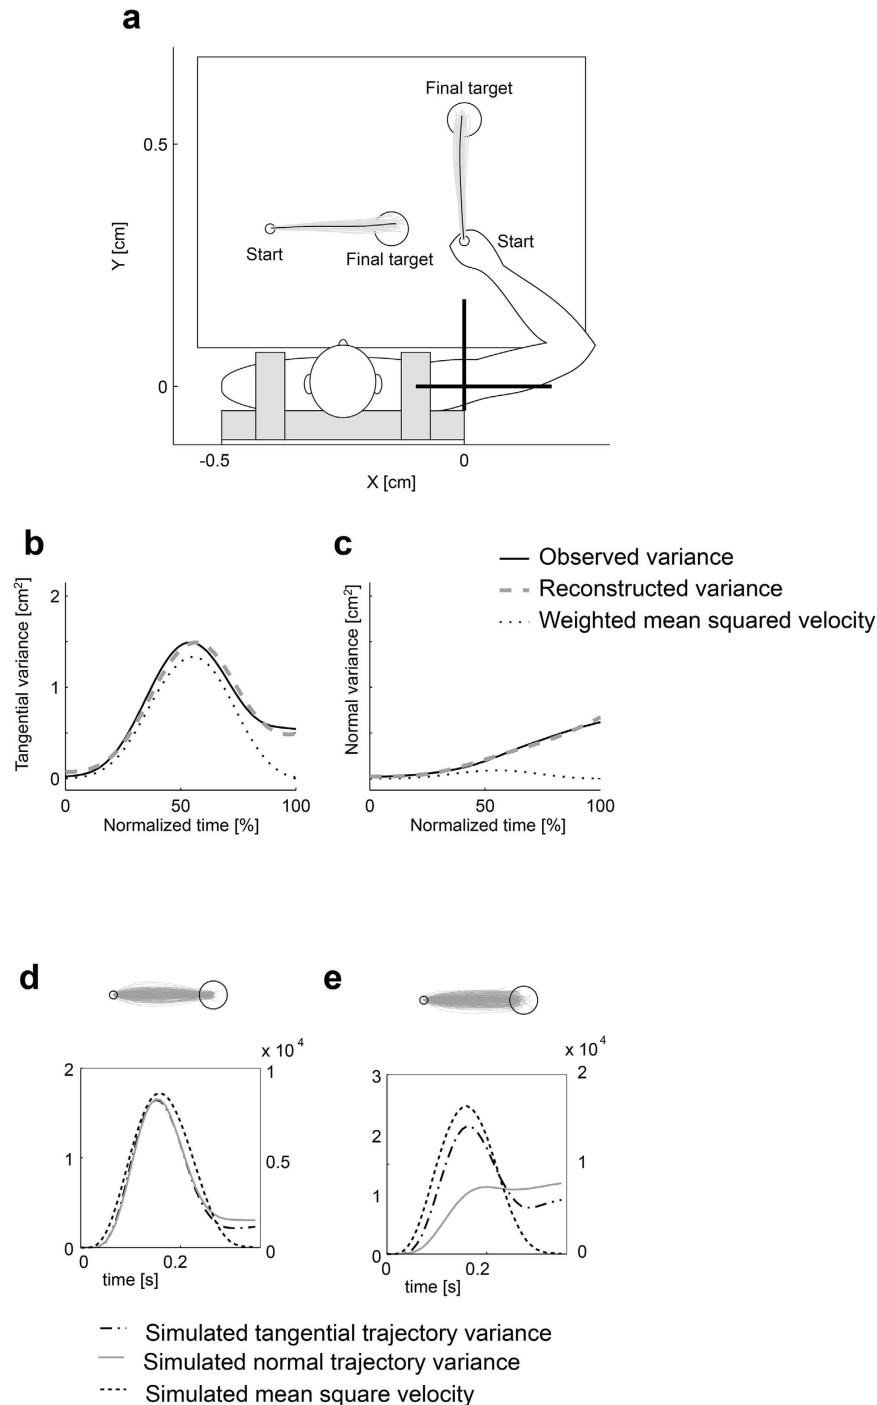 a
Final target
0.5
Start
Start
Final target
Y [cm]
0
-0.5
0
X [cm]
b
c
Observed variance
Reconstructed variance
Weighted mean squared velocity
Tangential variance [cm²]
2
1
0
0
50
100
Normalized time [%]
Normal variance [cm²]
2
1
0
0
50
100
Normalized time [%]
d
e
x 10⁴
2
1
1
0.5
0
0
0
0.2
time [s]
x 10⁴
3
2
2
1
1
0
0
0
0.2
time [s]
Simulated tangential trajectory variance
Simulated normal trajectory variance
Simulated mean square velocity